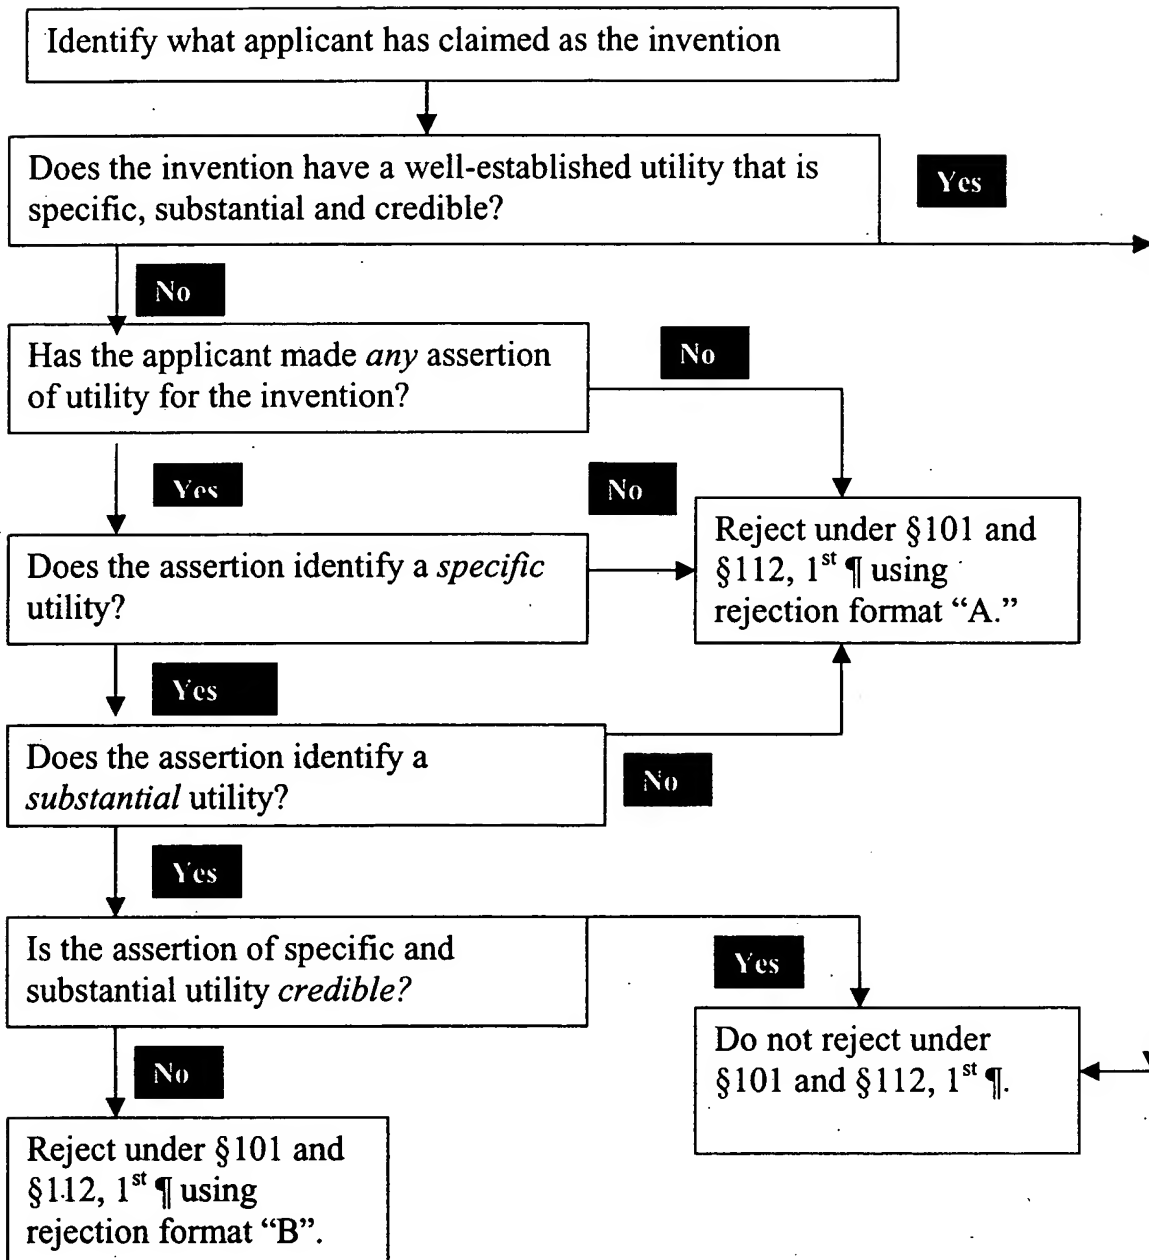 Identify what applicant has claimed as the invention
Does the invention have a well-established utility that is
specific, substantial and credible?
Yes
No
Has the applicant made any assertion
of utility for the invention?
No
Yes
No
Does the assertion identify a specific
utility?
Reject under §101 and
§112, 1st ¶ using
rejection format “A.”
Yes
Does the assertion identify a
substantial utility?
No
Yes
Is the assertion of specific and
substantial utility credible?
Yes
No
Do not reject under
§101 and §112, 1st ¶.
Reject under §101 and
§112, 1st ¶ using
rejection format “B”.